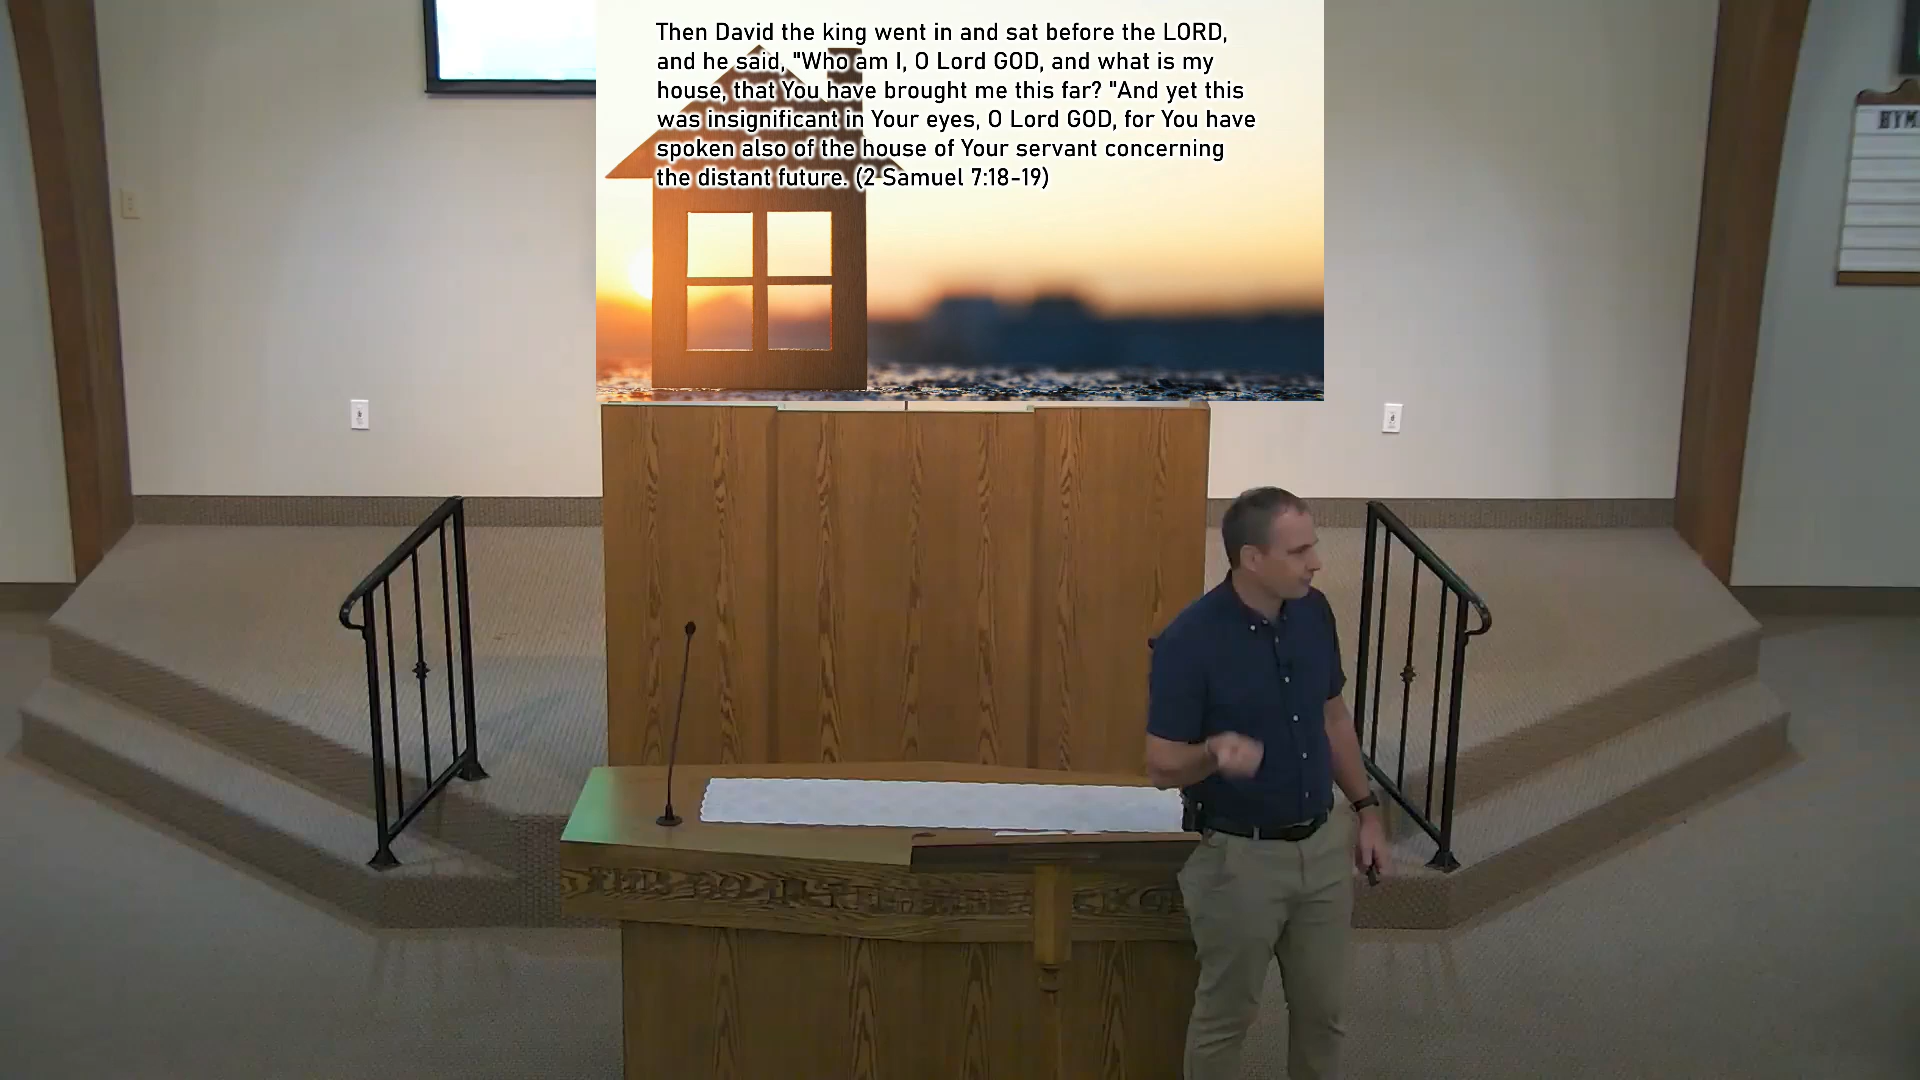 Then David the king went in and sat before the LORD,
and he said, "Who am I, O Lord GOD, and what is my
house, that You have brought me this far? "And yet this
was insignificant in Your eyes, O Lord GOD, for You have
spoken also of the house of Your servant concerning
the distant future. (2 Samuel 7:18-19)
HYM